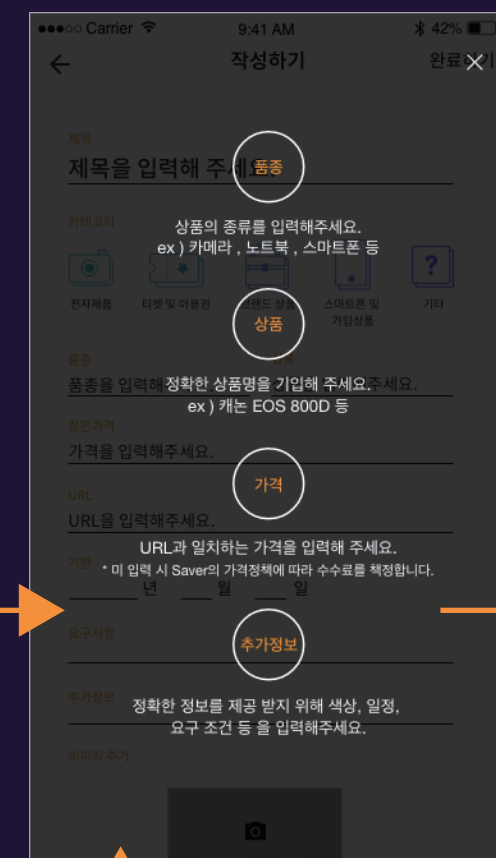 Carrier
9:41 AM
42%
작성하기
완료하기
제목
제목을 입력해 주세요.
품종
카테고리
상품의 종류를 입력해주세요.
ex ) 카메라 , 노트북 , 스마트폰 등
?
전자제품
티켓 및 이용권
브랜드 상품
스마트폰 및
가입상품
기타
상품
품종
품종을 입력해
주세요.
정확한 상품명을 기입해 주세요.
ex ) 캐논 EOS 800D 등
찾은가격
가격을 입력해주세요.
가격
URL
URL을 입력해주세요.
URL과 일치하는 가격을 입력해 주세요.
기한
* 미 입력 시 Saver의 가격정책에 따라 수수료를 책정합니다.
년 월 일
요구사항
추가정보
추가정보
정확한 정보를 제공 받지 위해 색상, 일정,
요구 조건 등 을 입력해주세요.
이미지 추가